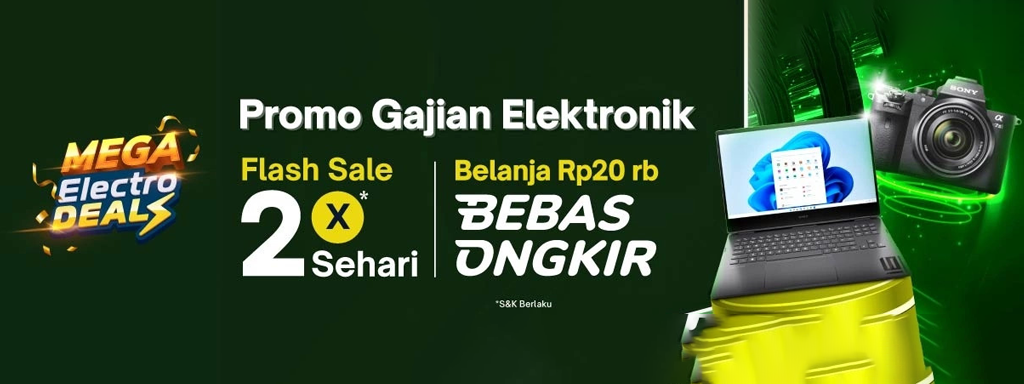 MEGA
Electro
DEALS
Promo Gajian Elektronik
Flash Sale
2 X*
Sehari
Belanja Rp20 rb
BEBAS
ONGKIR
*S&K Berlaku
SONY
α